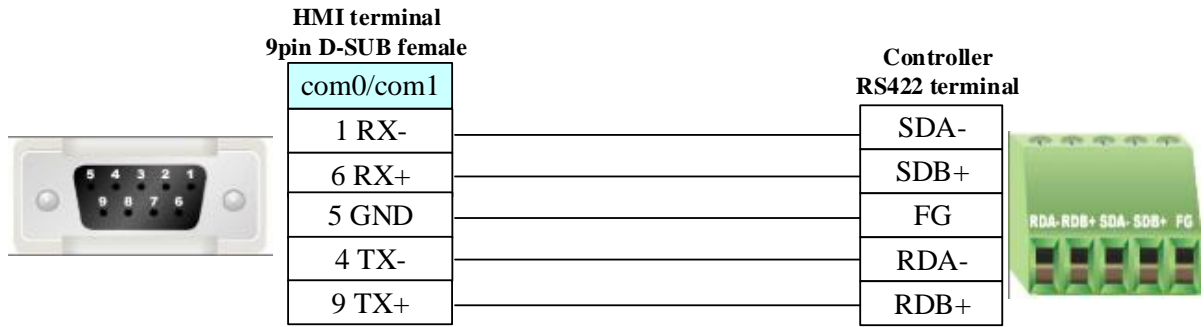 HMI terminal
9pin D-SUB female
com0/com1
1 RX-
6 RX+
5 GND
4 TX-
9 TX+
Controller
RS422 terminal
SDA-
SDB+
FG
RDA-
RDB+
5 4 3 2 1
9 8 7 6
RDA- RDB+ SDA- SDB+ FG